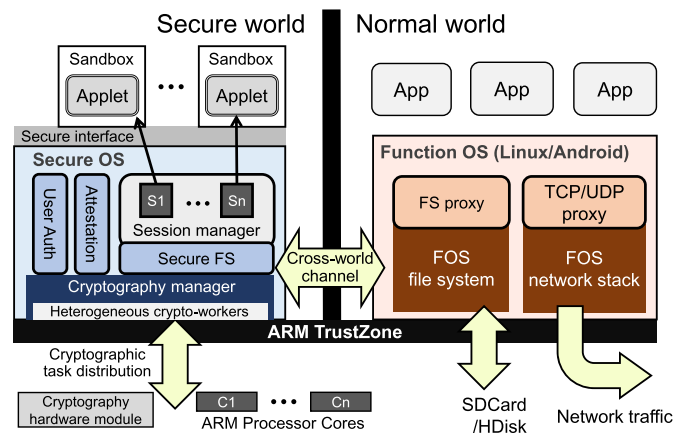 Secure world
Normal world
Sandbox
Applet
Sandbox
Applet
App
App
App
Secure interface
Secure OS
User Auth
Attestation
S1
Sn
Session manager
Secure FS
Cryptography manager
Heterogeneous crypto-workers
Cross-world
channel
Function OS (Linux/Android)
FS proxy
FOS
file system
TCP/UDP
proxy
FOS
network stack
ARM TrustZone
Cryptographic
task distribution
Cryptography
hardware module
C1
Cn
ARM Processor Cores
SDCard
/HDisk
Network traffic